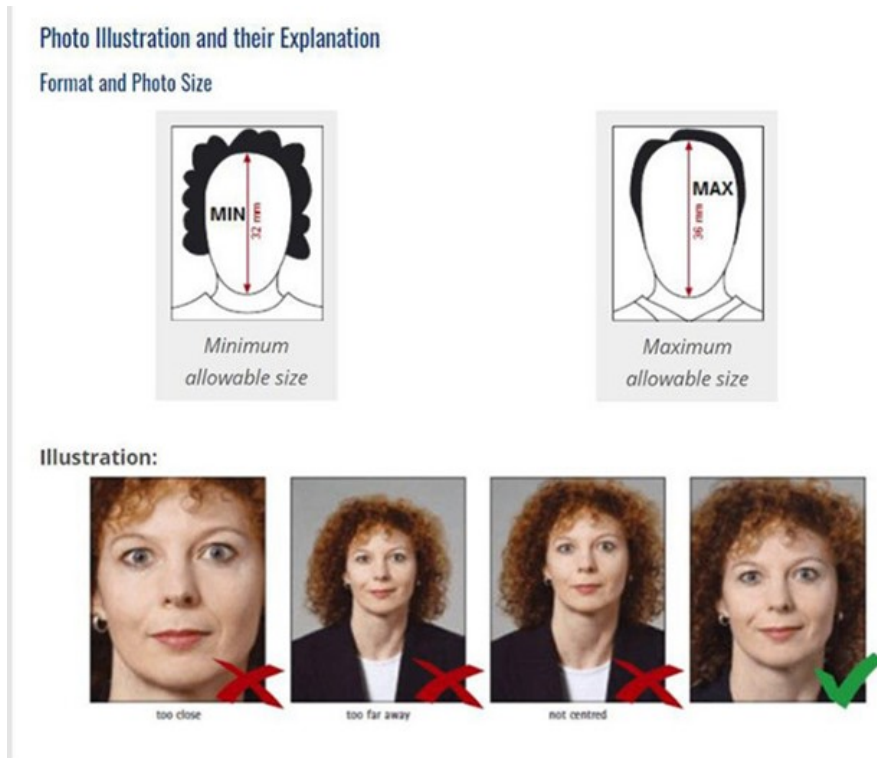 Photo Illustration and their Explanation
Format and Photo Size
MIN
32 mm
MAX
36 mm
Minimum
allowable size
Maximum
allowable size
Illustration:
too close
too far away
not centred